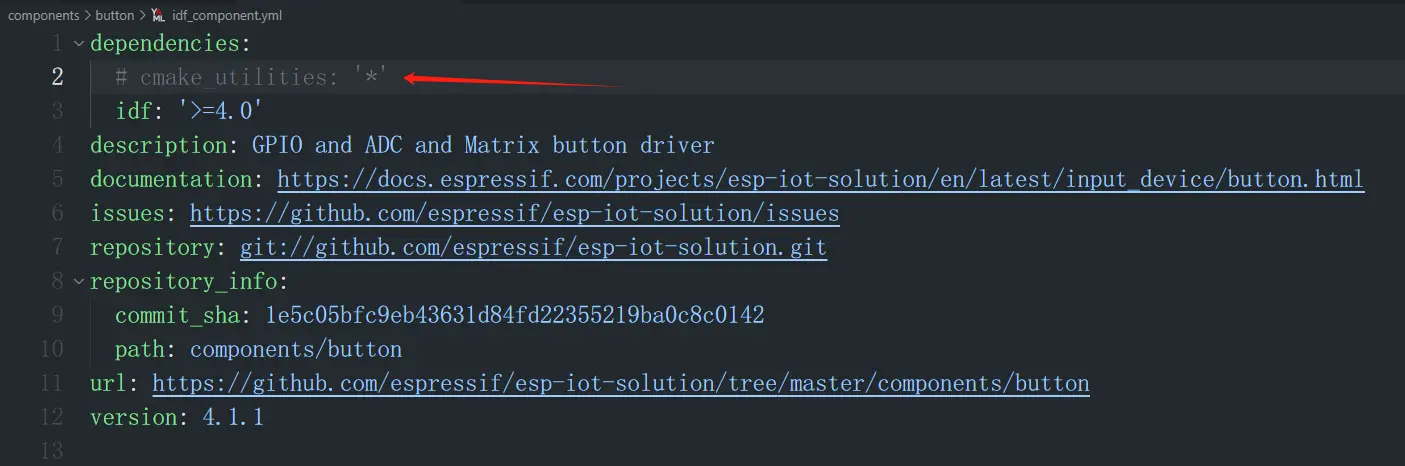 components > button > idf_component.yml
1 dependencies:
2 # cmake_utilities: '*'
3 idf: '>=4.0'
4 description: GPIO and ADC and Matrix button driver
5 documentation: https://docs.espressif.com/projects/esp-iot-solution/en/latest/input_device/button.html
6 issues: https://github.com/espressif/esp-iot-solution/issues
7 repository: git://github.com/espressif/esp-iot-solution.git
8 repository_info:
9 commit_sha: 1e5c05bfc9eb43631d84fd22355219ba0c8c0142
10 path: components/button
11 url: https://github.com/espressif/esp-iot-solution/tree/master/components/button
12 version: 4.1.1
13